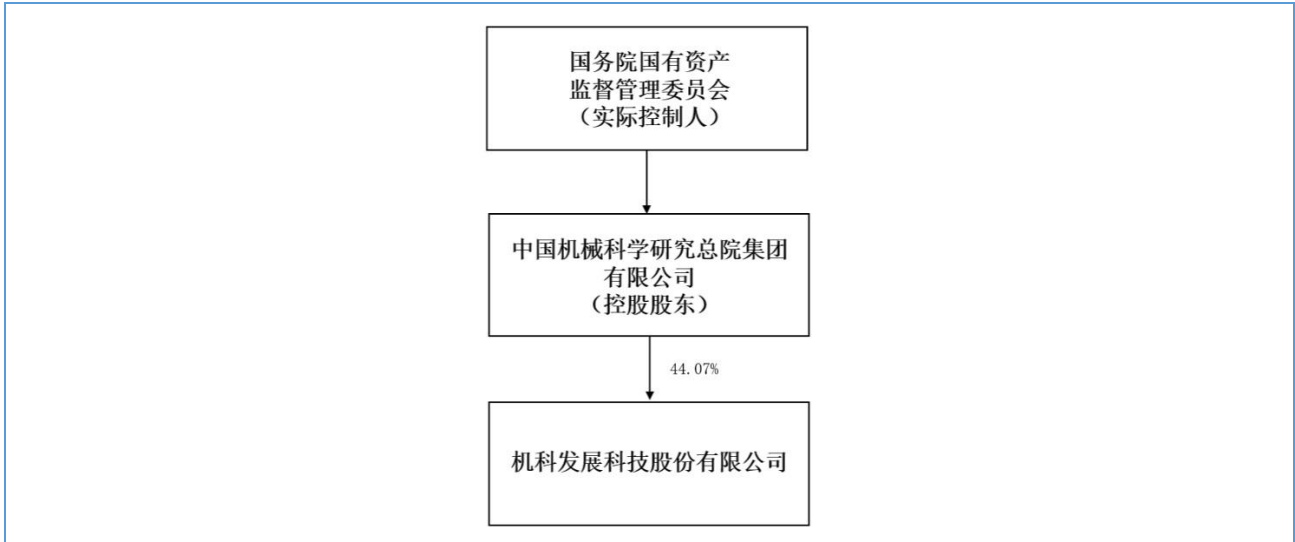 国务院国有资产
监督管理委员会
（实际控制人）
中国机械科学研究总院集团
有限公司
（控股股东）
44.07%
机科发展科技股份有限公司